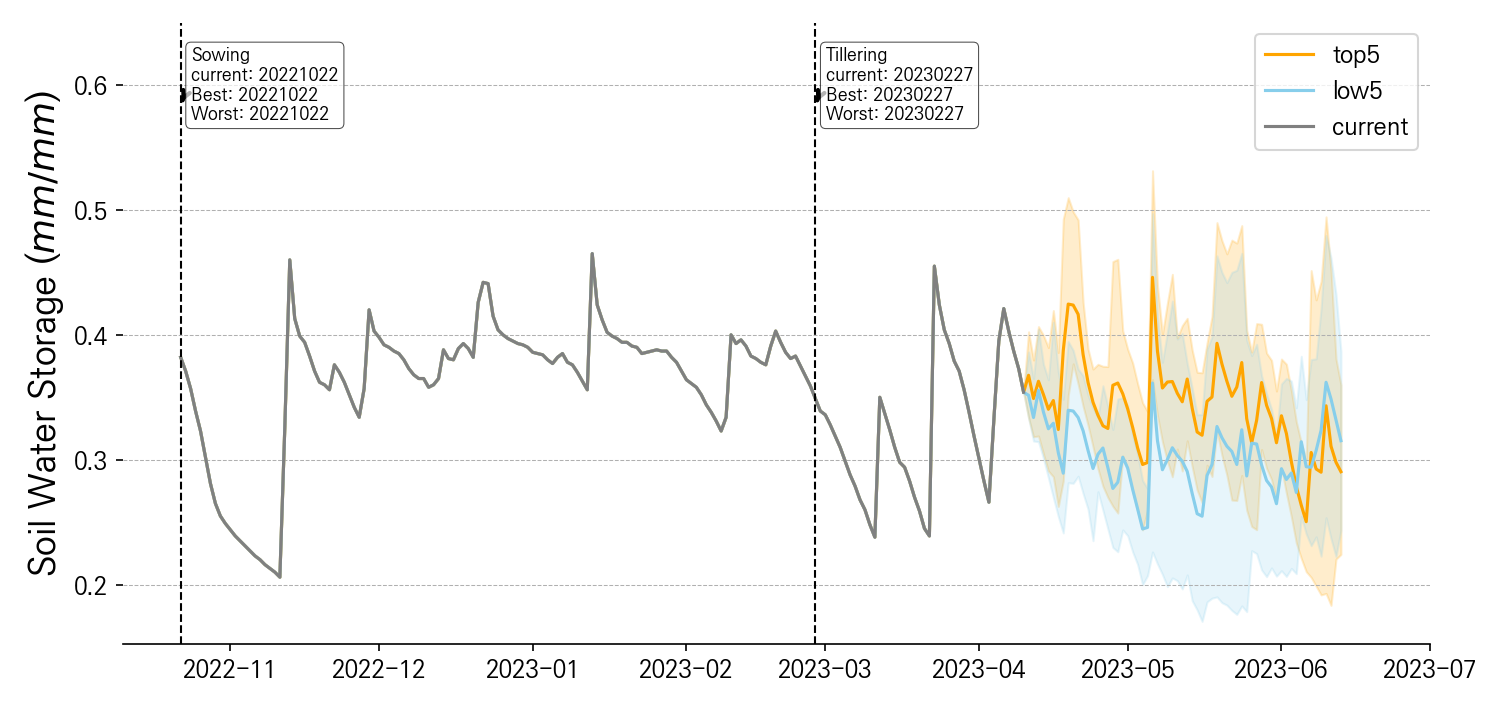 Soil Water Storage (mm/mm)
0.6
0.5
0.4
0.3
0.2
Sowing
current: 20221022
Best: 20221022
Worst: 20221022
Tillering
current: 20230227
Best: 20230227
Worst: 20230227
top5
low5
current
2022-11
2022-12
2023-01
2023-02
2023-03
2023-04
2023-05
2023-06
2023-07